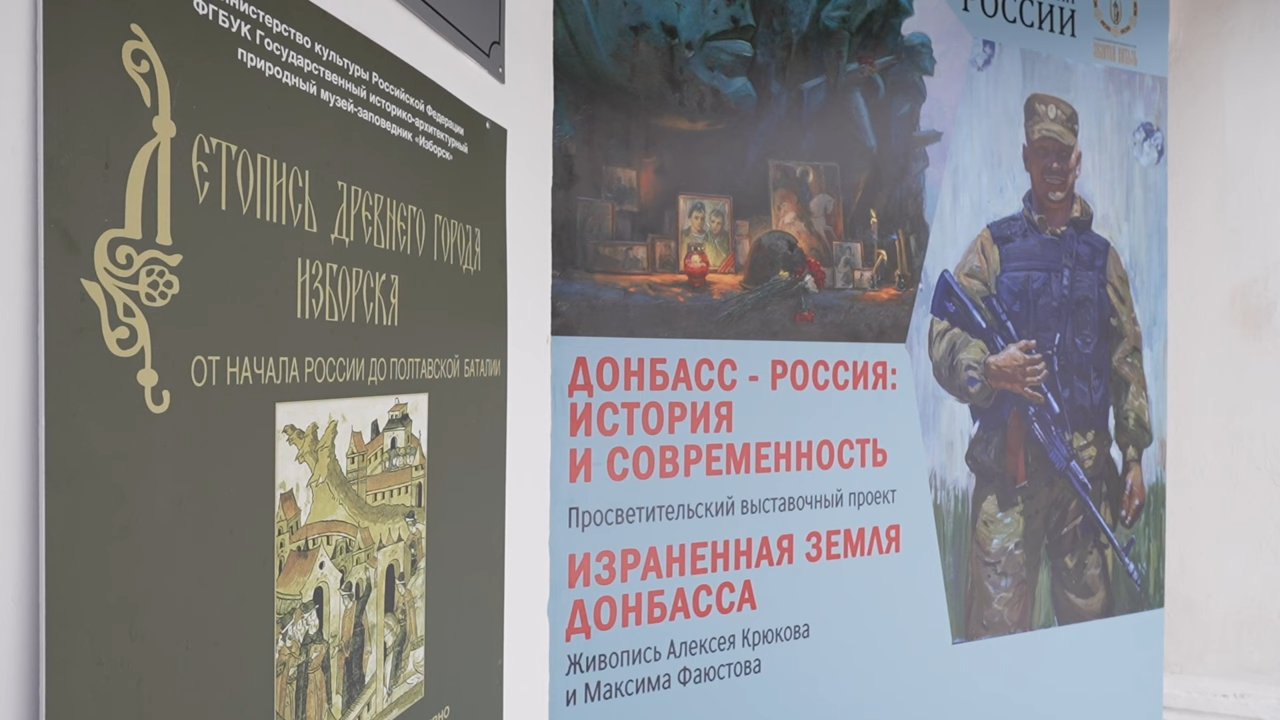 Министерство культуры Российской Федерации
ФГБУК Государственный историко-архитектурный
природный музей-заповедник «Изборск»
ЛЕТОПИСЬ ДРЕВНЕГО ГОРОДА
ИЗБОРСКА
ОТ НАЧАЛА РОССИИ ДО ПОЛТАВСКОЙ БАТАЛИИ
РОССИИ
ДОНБАСС - РОССИЯ:
ИСТОРИЯ
И СОВРЕМЕННОСТЬ
Просветительский выставочный проект
ИЗРАНЕННАЯ ЗЕМЛЯ
ДОНБАССА
Живопись Алексея Крюкова
и Максима Фаюстова